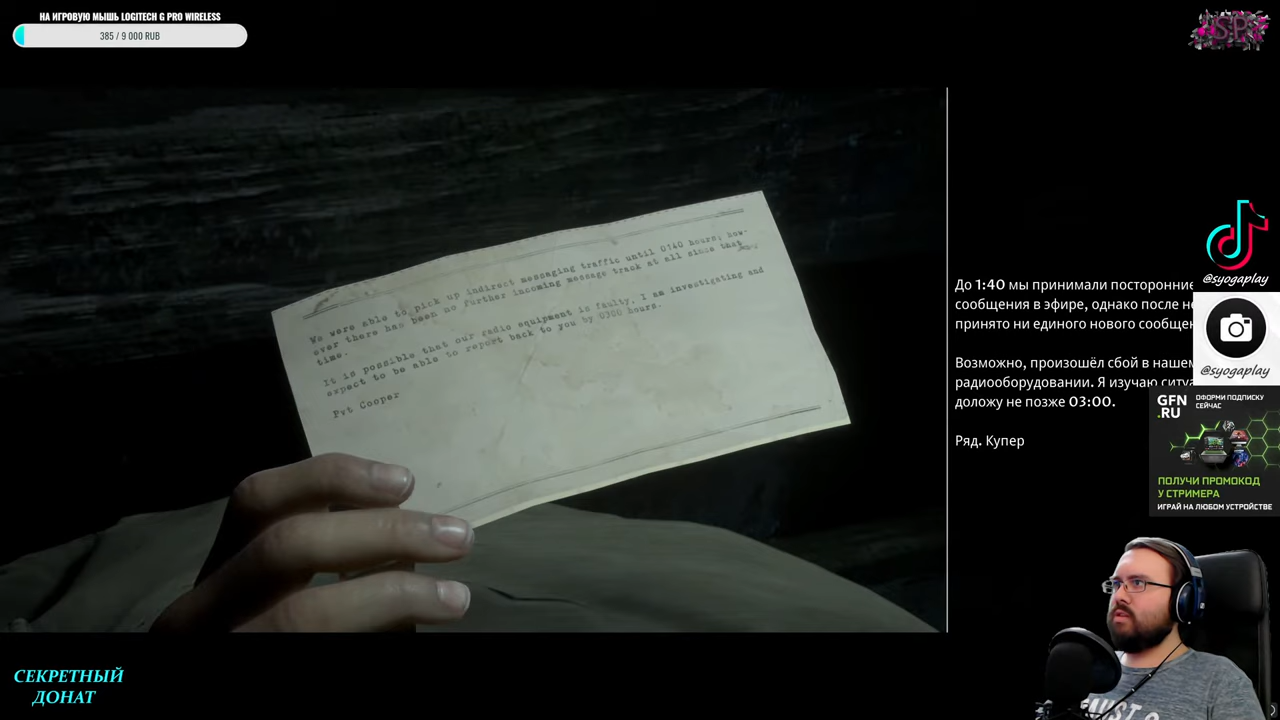 НА ИГРОВУЮ МЫШЬ LOGITECH G PRO WIRELESS
385 / 9 000 RUB
SP
We were able to pick up indirect messaging traffic until 0140 hours; how-
ever there has been no further incoming message track at all since that
time.
It is possible that our radio equipment is faulty. I am investigating and
expect to be able to report back to you by 0300 hours.
Pvt Cooper
До 1:40 мы принимали посторонние
сообщения в эфире, однако после
принято ни единого нового
Возможно, произошёл сбой в нашем
радиооборудовании. Я изучаю
доложу не позже 03:00.
Ряд. Купер
@syogaplay
@syogaplay
GFN
.RU
ОФОРМИ ПОДПИСКУ
СЕЙЧАС
ПОЛУЧИ ПРОМОКОД
У СТРИМЕРА
ИГРАЙ НА ЛЮБОМ УСТРОЙСТВЕ
СЕКРЕТНЫЙ
ДОНАТ